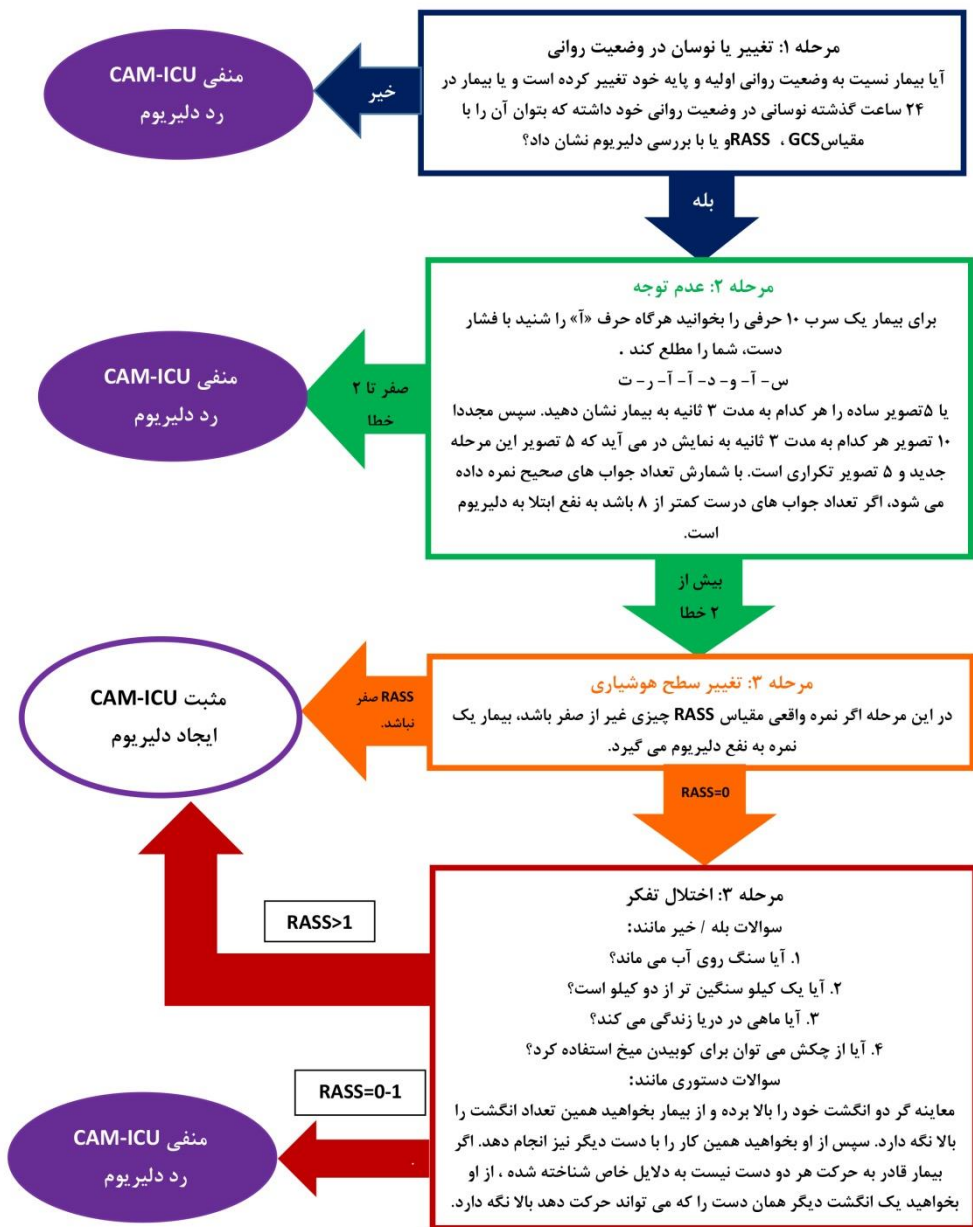 مرحله ۱: تغییر یا نوسان در وضعیت روانی
آیا بیمار نسبت به وضعیت روانی اولیه و پایه خود تغییر کرده است و یا بیمار در
۲۴ ساعت گذشته نوسانی در وضعیت روانی خود داشته که بتوان آن را با
مقیاس RASS ، GCS و یا با بررسی دلیریوم نشان داد؟
خیر
منفی CAM-ICU
رد دلیریوم
بله
مرحله ۲: عدم توجه
برای بیمار یک سرب ۱۰ حرفی را بخوانید هرگاه حرف «آ» را شنید با فشار
دست، شما را مطلع کند .
س- آ- و- د- آ- آ- ر- ت
یا ۵تصویر ساده را هر کدام به مدت ۳ ثانیه به بیمار نشان دهید. سپس مجددا
۱۰ تصویر هر کدام به مدت ۳ ثانیه به نمایش در می آید که ۵ تصویر این مرحله
جدید و ۵ تصویر تکراری است. با شمارش تعداد جواب های صحیح نمره داده
می شود، اگر تعداد جواب های درست کمتر از ۸ باشد به نفع ابتلا به دلیریوم
است.
صفر تا ۲
خطا
منفی CAM-ICU
رد دلیریوم
بیش از
۲ خطا
مرحله ۳: تغییر سطح هوشیاری
در این مرحله اگر نمره واقعی مقیاس RASS چیزی غیر از صفر باشد، بیمار یک
نمره به نفع دلیریوم می گیرد.
RASS صفر
نباشد.
مثبت CAM-ICU
ایجاد دلیریوم
RASS=0
مرحله ۳: اختلال تفکر
سوالات بله / خیر مانند:
۱. آیا سنگ روی آب می ماند؟
۲. آیا یک کیلو سنگین تر از دو کیلو است؟
۳. آیا ماهی در دریا زندگی می کند؟
۴. آیا از چکش می توان برای کوبیدن میخ استفاده کرد؟
سوالات دستوری مانند:
معاینه گر دو انگشت خود را بالا برده و از بیمار بخواهید همین تعداد انگشت را
بالا نگه دارد. سپس از او بخواهید همین کار را با دست دیگر نیز انجام دهد. اگر
بیمار قادر به حرکت هر دو دست نیست به دلایل خاص شناخته شده ، از او
بخواهید یک انگشت دیگر همان دست را که می تواند حرکت دهد بالا نگه دارد.
RASS>1
RASS=0-1
منفی CAM-ICU
رد دلیریوم